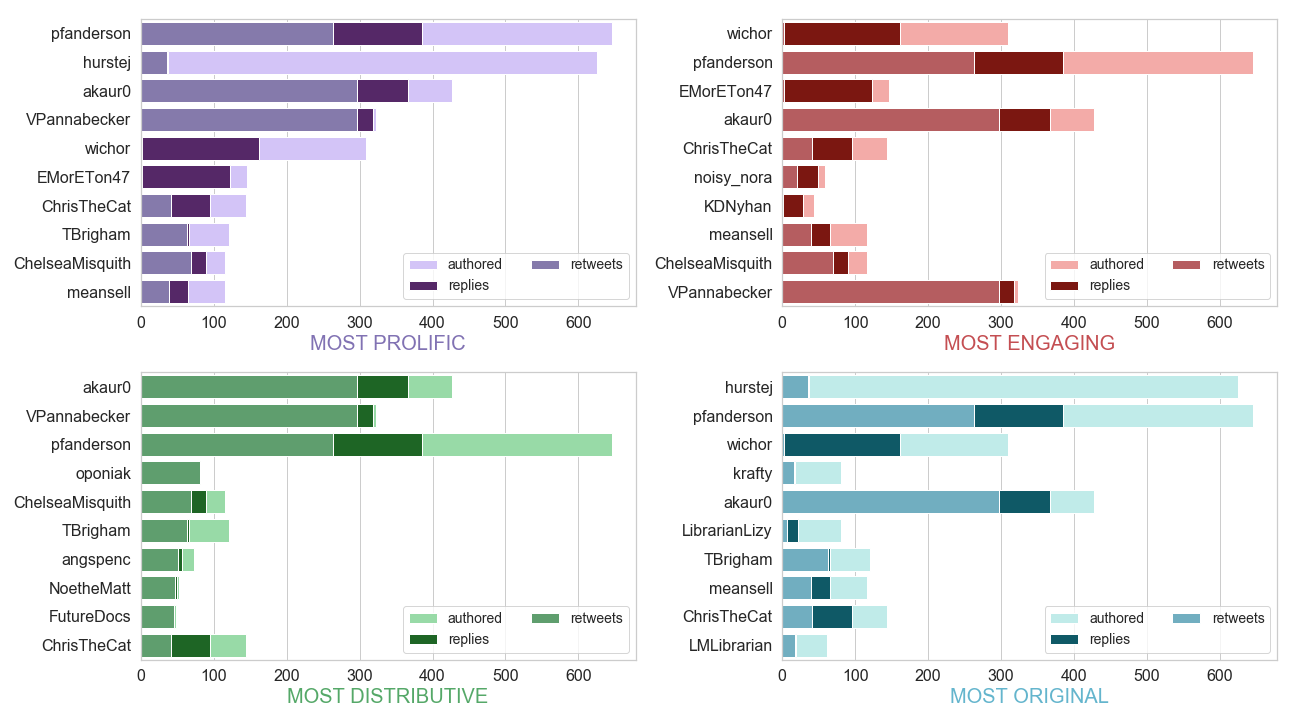 pfanderson
hurstej
akaur0
VPannabecker
wichor
EMorETon47
ChrisTheCat
TBrigham
ChelseaMisquith
meansell
authored retweets
replies
0 100 200 300 400 500 600
MOST PROLIFIC
wichor
pfanderson
EMorETon47
akaur0
ChrisTheCat
noisy_nora
KDNyhan
meansell
ChelseaMisquith
VPannabecker
authored retweets
replies
0 100 200 300 400 500 600
MOST ENGAGING
akaur0
VPannabecker
pfanderson
oponiak
ChelseaMisquith
TBrigham
angspenc
NoetheMatt
FutureDocs
ChrisTheCat
authored retweets
replies
0 100 200 300 400 500 600
MOST DISTRIBUTIVE
hurstej
pfanderson
wichor
krafty
akaur0
LibrarianLizy
TBrigham
meansell
ChrisTheCat
LMLibrarian
authored retweets
replies
0 100 200 300 400 500 600
MOST ORIGINAL